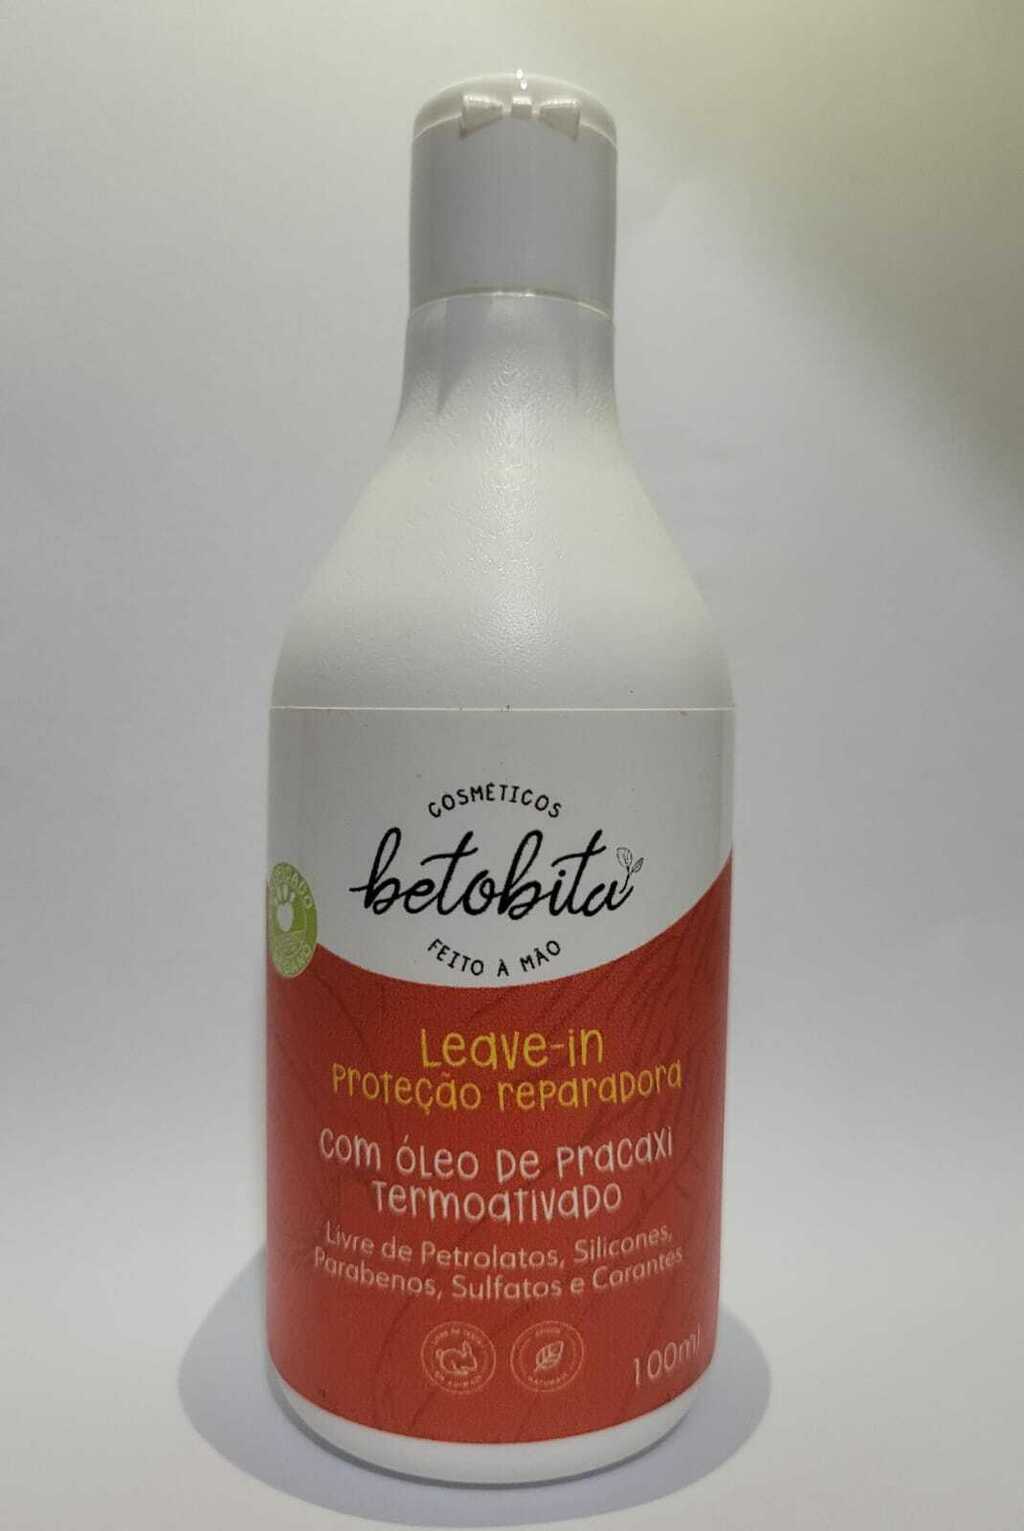 COSMÉTICOS
betobita
FEITO À MÃO
Leave-in
Proteção reparadora
com óleo de pracaxi
Termoativado
Livre de Petrolatos, Silicones,
Parabenos, Sulfatos e Corantes
100ml